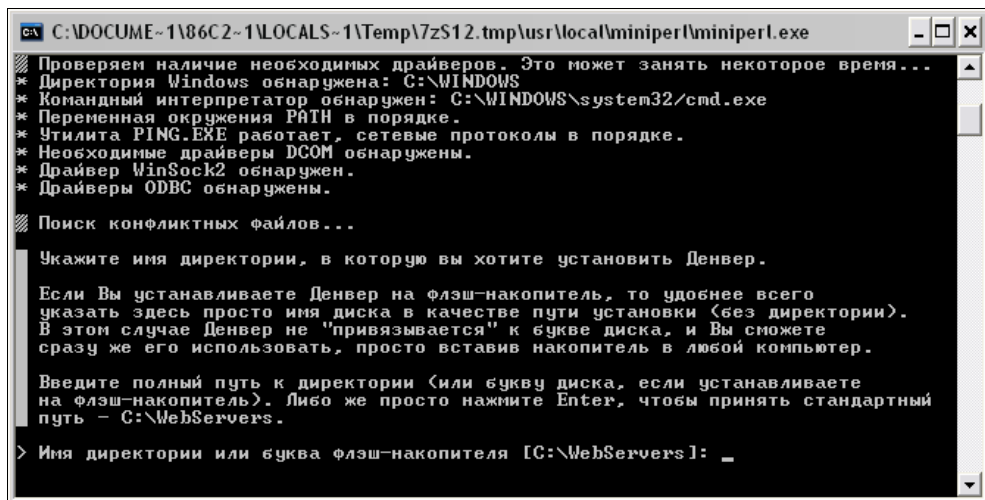 C:\DOCUME~1\86C2~1\LOCALS~1\Temp\7zS12.tmp\usr\local\miniperl\miniperl.exe
Проверяем наличие необходимых драйверов. Это может занять некоторое время...
* Директория Windows обнаружена: C:\WINDOWS
* Командный интерпретатор обнаружен: C:\WINDOWS\system32/cmd.exe
* Переменная окружения PATH в порядке.
* Утилита PING.EXE работает, сетевые протоколы в порядке.
* Необходимые драйверы DCOM обнаружены.
* Драйвер WinSock2 обнаружен.
* Драйверы ODBC обнаружены.
Поиск конфликтных файлов...
Укажите имя директории, в которую вы хотите установить Денвер.
Если Вы устанавливаете Денвер на флэш-накопитель, то удобнее всего
указать здесь просто имя диска в качестве пути установки (без директории).
В этом случае Денвер не "привязывается" к букве диска, и Вы сможете
сразу же его использовать, просто вставив накопитель в любой компьютер.
Введите полный путь к директории (или букву диска, если устанавливаете
на флэш-накопитель). Либо же просто нажмите Enter, чтобы принять стандартный
путь - C:\WebServers.
> Имя директории или буква флэш-накопителя [C:\WebServers]: _